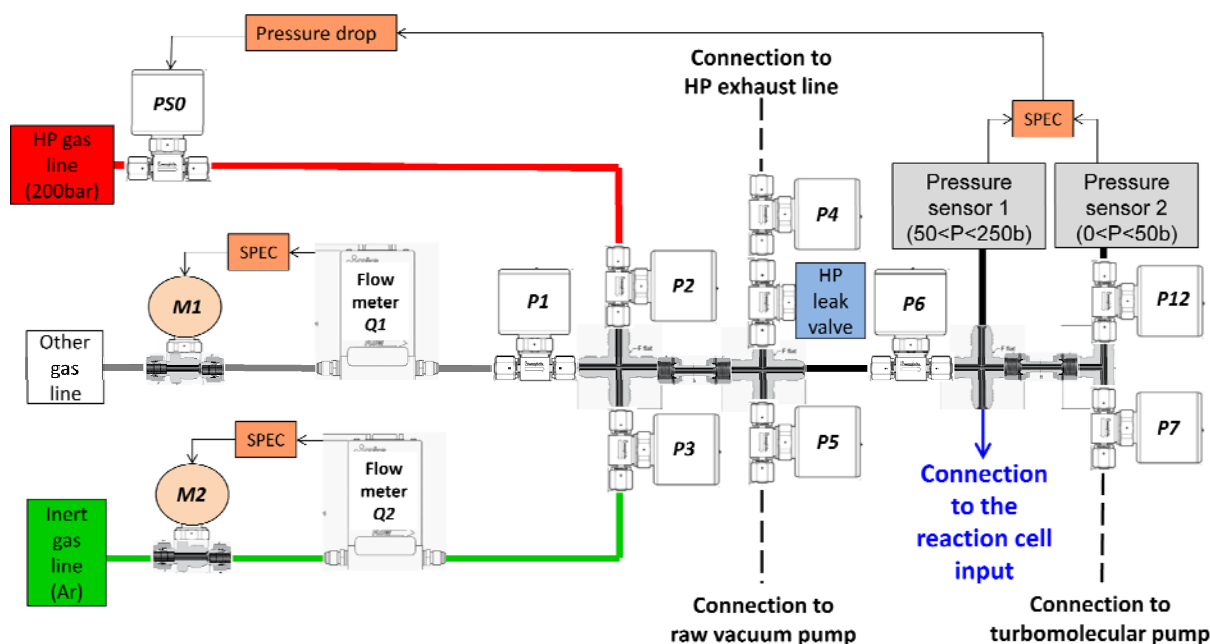 Pressure drop
Connection to
HP exhaust line
PS0
SPEC
HP gas
line
(200bar)
Pressure
sensor 1
(50<P<250b)
Pressure
sensor 2
(0<P<50b)
P4
SPEC
Flow
meter
Q1
FLOW
M1
P1
P2
HP
leak
valve
P6
P12
Other
gas
line
SPEC
Flow
meter
Q2
FLOW
M2
P3
P5
P7
Inert
gas
line
(Ar)
Connection
to the
reaction cell
input
Connection to
raw vacuum pump
Connection to
turbomolecular pump